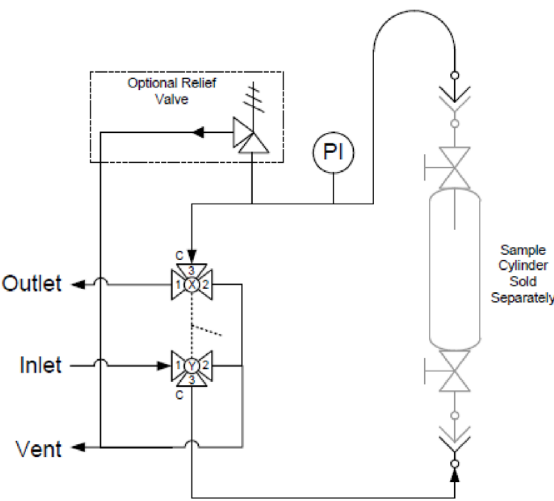 Optional Relief
Valve
PI
C
3
1 X 2
Outlet
Sample
Cylinder
Sold
Separately
Inlet
1 Y 2
3
C
Vent